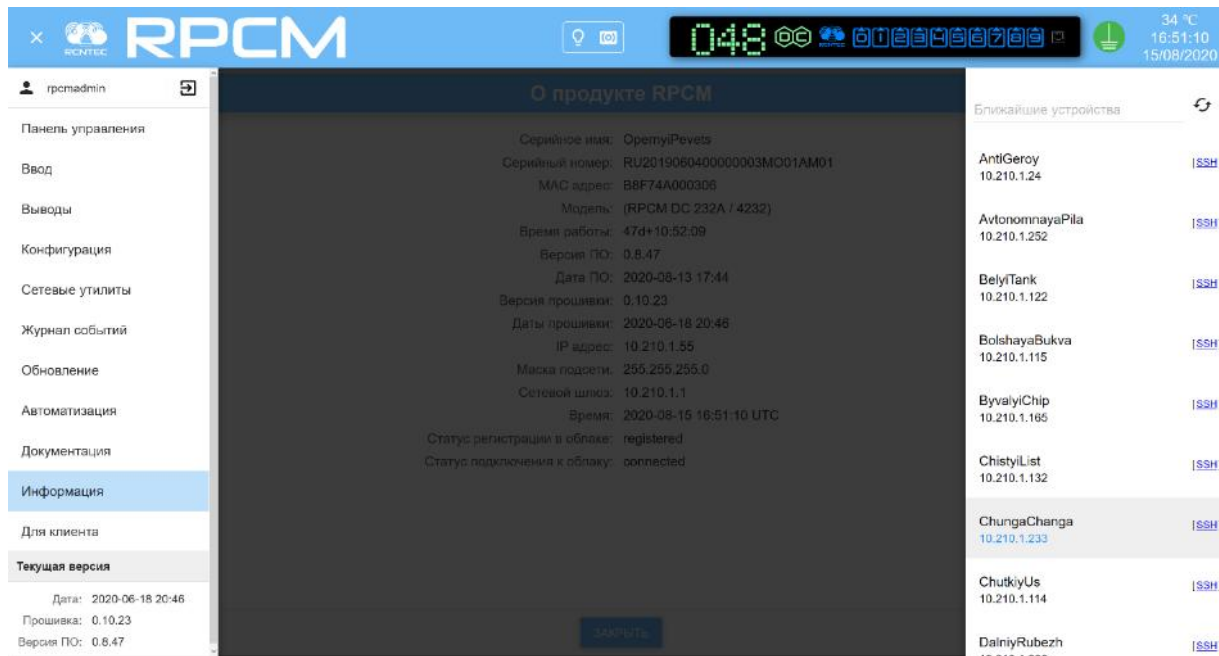 × RCNTEC RPCM
048 DC 0123456789
34 °C
16:51:10
15/08/2020
rpcmadmin
Панель управления
Ввод
Выводы
Конфигурация
Сетевые утилиты
Журнал событий
Обновление
Автоматизация
Документация
Информация
Для клиента
Текущая версия
Дата: 2020-06-18 20:46
Прошивка: 0.10.23
Версия ПО: 0.8.47
О продукте RPCM
Серийное имя: OpernyiPevets
Серийный номер: RU2019060400000003MO01AM01
MAC адрес: B8F74A000306
Модель: (RPCM DC 232A / 4232)
Время работы: 47d+10:52:09
Версия ПО: 0.8.47
Дата ПО: 2020-08-13 17:44
Версия прошивки: 0.10.23
Даты прошивки: 2020-06-18 20:46
IP адрес: 10.210.1.55
Маска подсети: 255.255.255.0
Сетевой шлюз: 10.210.1.1
Время: 2020-08-15 16:51:10 UTC
Статус регистрации в облаке: registered
Статус подключения к облаку: connected
ЗАКРЫТЬ
Ближайшие устройства
AntiGeroy |SSH
10.210.1.24
AvtonomnayaPila |SSH
10.210.1.252
BelyiTank |SSH
10.210.1.122
BolshayaBukva |SSH
10.210.1.115
ByvalyiChip |SSH
10.210.1.165
ChistyiList |SSH
10.210.1.132
ChungaChanga |SSH
10.210.1.233
ChutkiyUs |SSH
10.210.1.114
DalniyRubezh |SSH